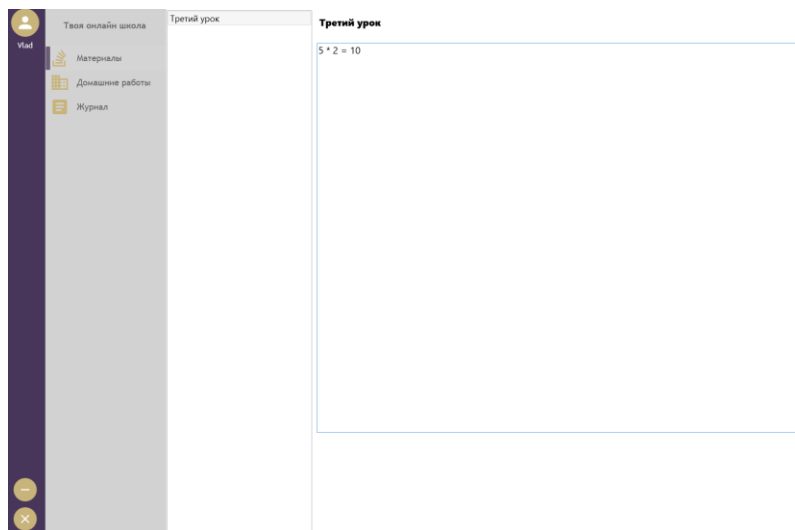 Vlad
Твоя онлайн школа
Материалы
Домашние работы
Журнал
Третий урок
Третий урок
5 * 2 = 10